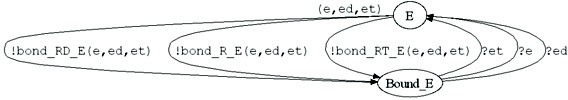 (e,ed,et)
E
!bond_RD_E(e,ed,et) !bond_R_E(e,ed,et) !bond_RT_E(e,ed,et) ?et ?e ?ed
Bound_E